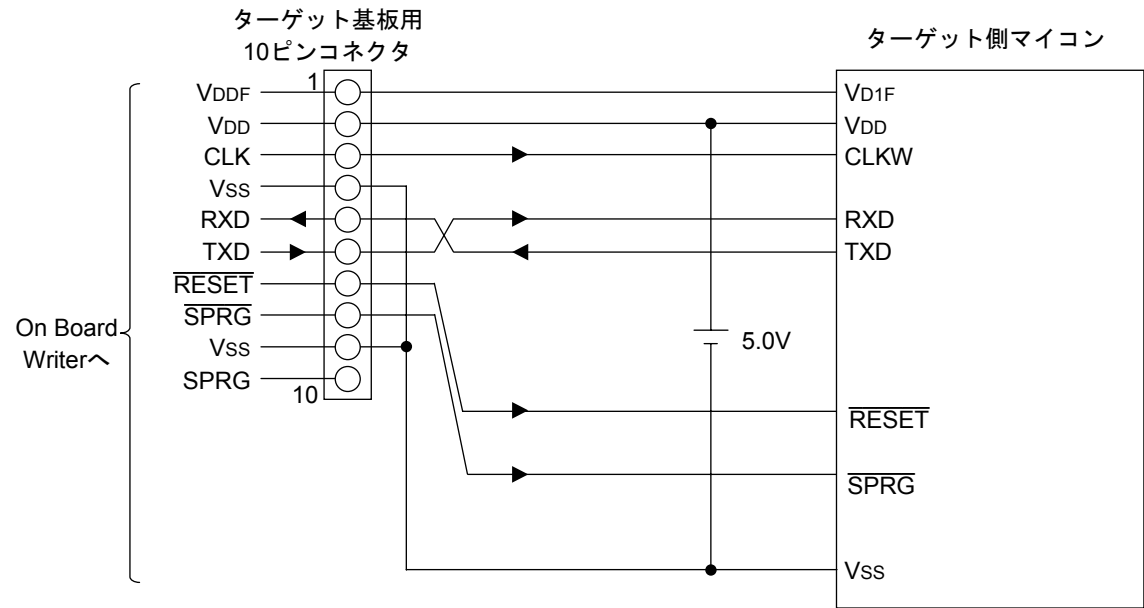 ターゲット基板用
10ピンコネクタ
ターゲット側マイコン
1
VDDF
VDD
CLK
VSS
RXD
TXD
RESET
SPRG
VSS
SPRG
10
On Board
Writerへ
5.0V
VD1F
VDD
CLKW
RXD
TXD
RESET
SPRG
VSS